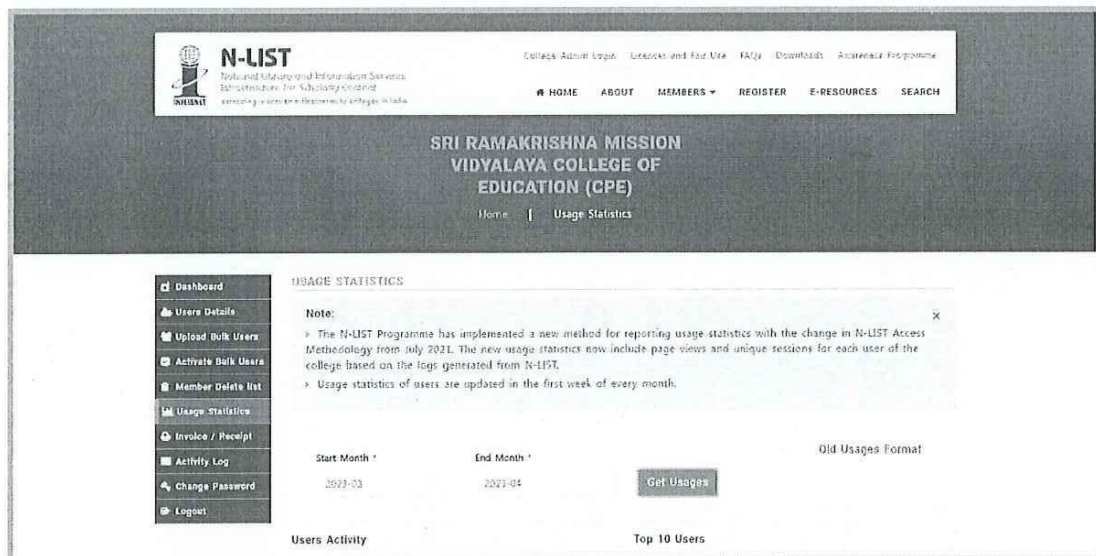 N-LIST
National Library and Information Services
Infrastructure for Scholarly Content
INFLIBNET
College Admin Login Licences and Fair Use FAQs Downloads Awareness Programme
HOME ABOUT MEMBERS REGISTER E-RESOURCES SEARCH
SRI RAMAKRISHNA MISSION
VIDYALAYA COLLEGE OF
EDUCATION (CPE)
Home | Usage Statistics
Dashboard
Users Details
Upload Bulk Users
Activate Bulk Users
Member Delete list
Usage Statistics
Invoice / Receipt
Activity Log
Change Password
Logout
USAGE STATISTICS
Note:
» The N-LIST Programme has implemented a new method for reporting usage statistics with the change in N-LIST Access
Methodology from July 2021. The new usage statistics now include page views and unique sessions for each user of the
college based on the logs generated from N-LIST.
» Usage statistics of users are updated in the first week of every month.
×
Old Usages Format
Start Month * End Month *
2023-04
Get Usages
Users Activity Top 10 Users